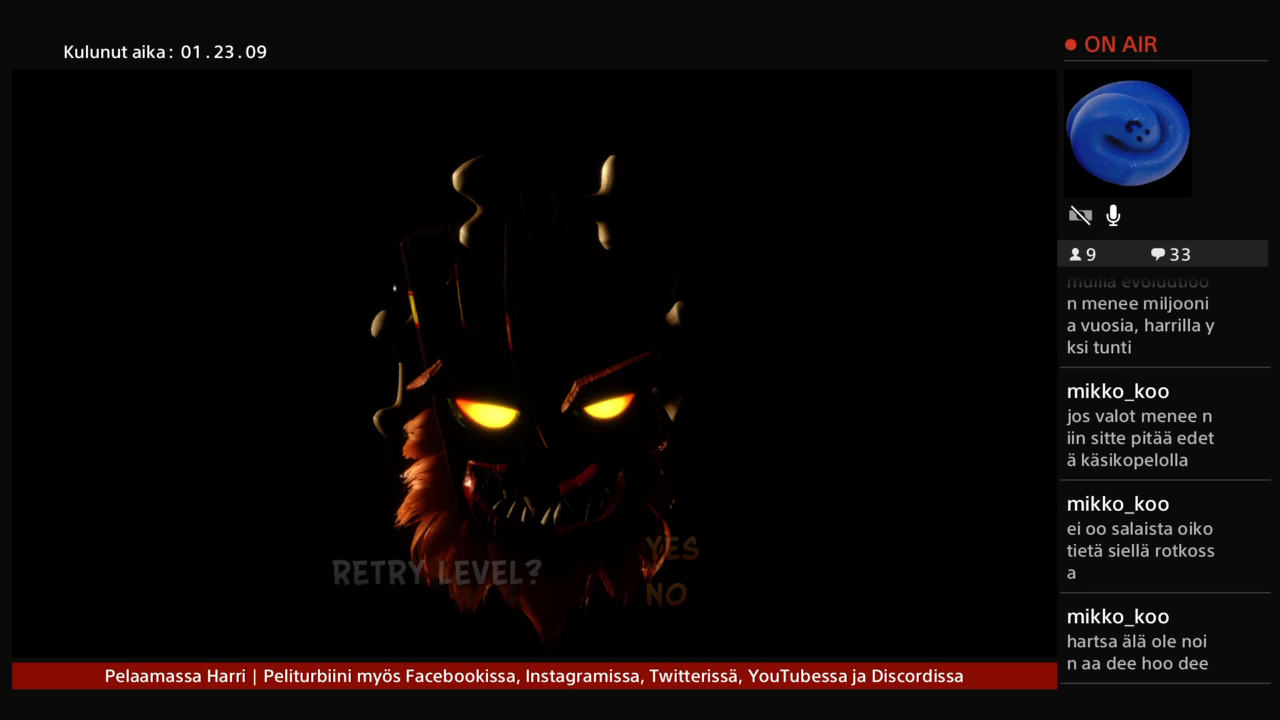 Kulunut aika: 01.23.09
ON AIR
9 33
muilla evoluutioo
n menee miljooni
a vuosia, harrilla y
ksi tunti
mikko_koo
jos valot menee n
iin sitte pitää edet
ä käsikopelolla
mikko_koo
ei oo salaista oiko
tietä siellä rotkoss
a
mikko_koo
hartsa älä ole noi
n aa dee hoo dee
RETRY LEVEL?
YES
NO
Pelaamassa Harri | Peliturbiini myös Facebookissa, Instagramissa, Twitterissä, YouTubessa ja Discordissa